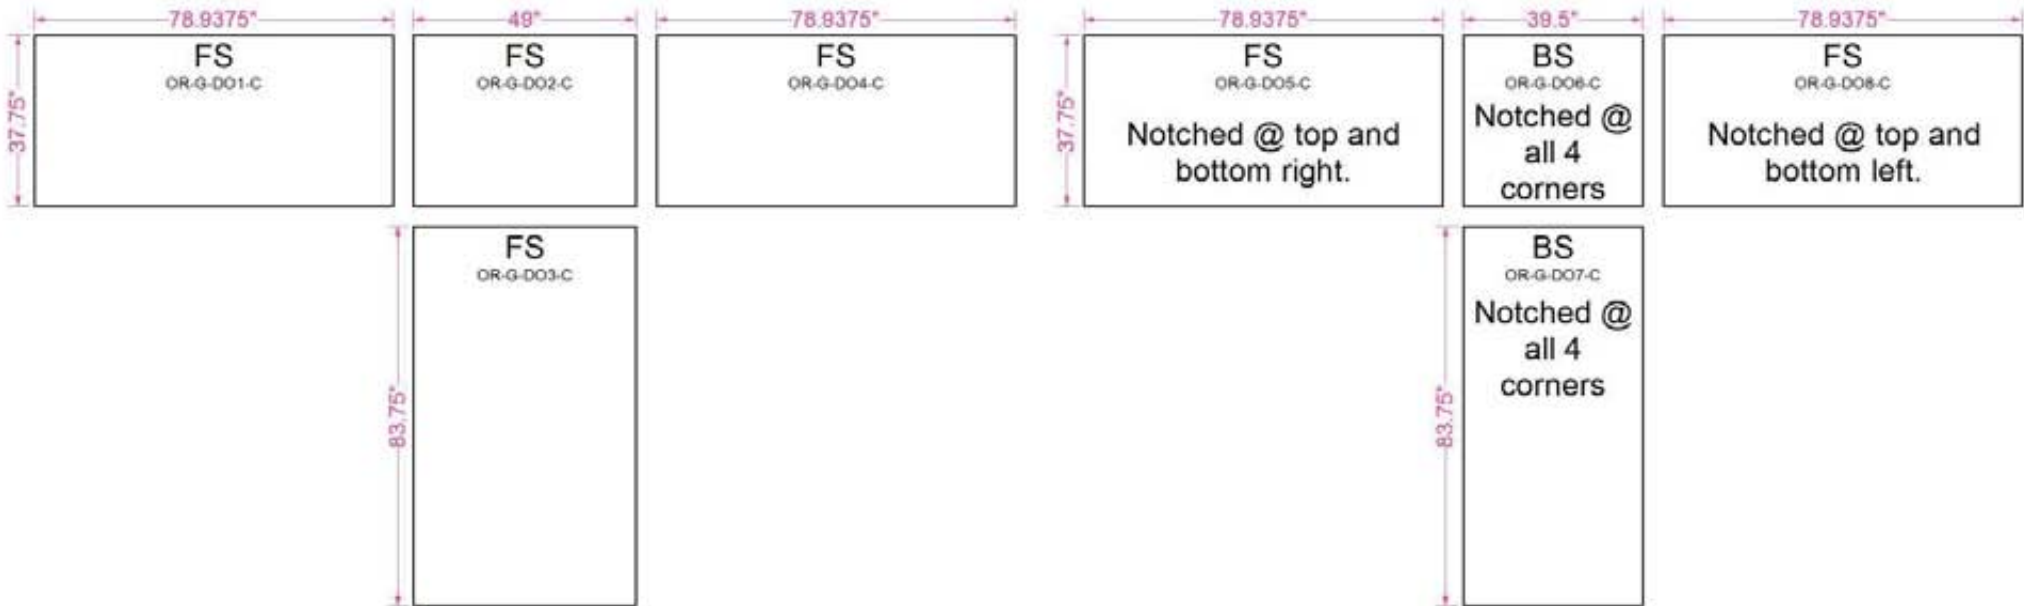 78.9375" 49" 78.9375" 78.9375" 39.5" 78.9375"
37.75"
FS
OR-G-DO1-C
FS
OR-G-DO2-C
FS
OR-G-DO4-C
37.75"
FS
OR-G-DO5-C
Notched @ top and
bottom right.
BS
OR-G-DO6-C
Notched @
all 4
corners
FS
OR-G-DO8-C
Notched @ top and
bottom left.
83.75"
FS
OR-G-DO3-C
83.75"
BS
OR-G-DO7-C
Notched @
all 4
corners